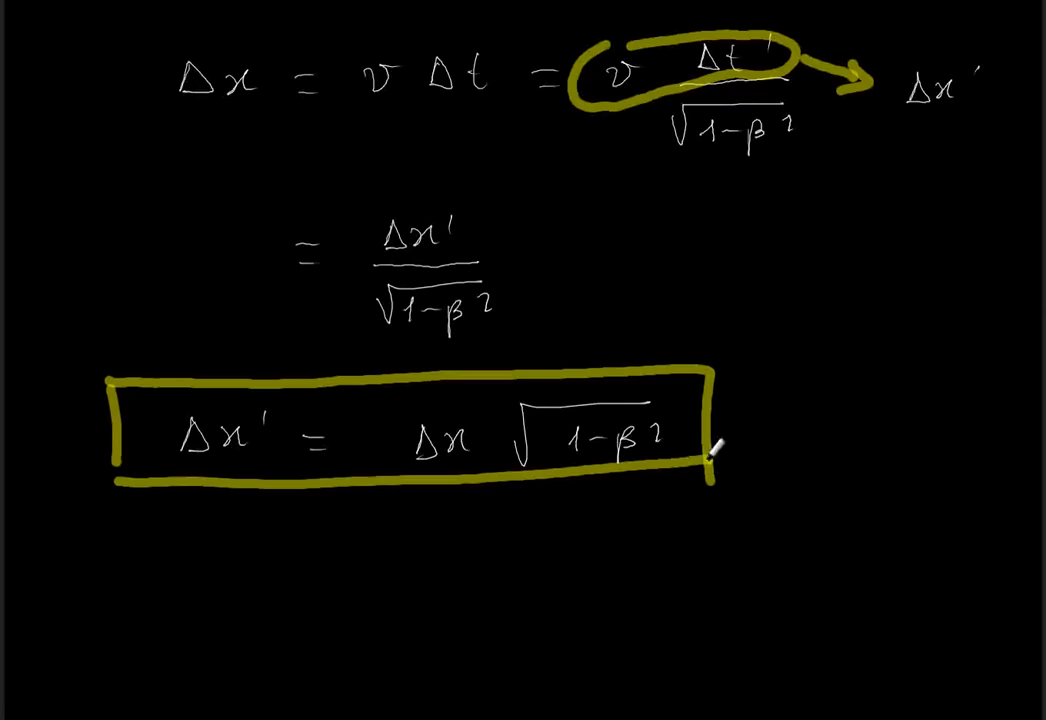 Δx = v Δt = v Δt' / √(1-β²) → Δx'
= Δx' / √(1-β²)
Δx' = Δx √(1-β²)